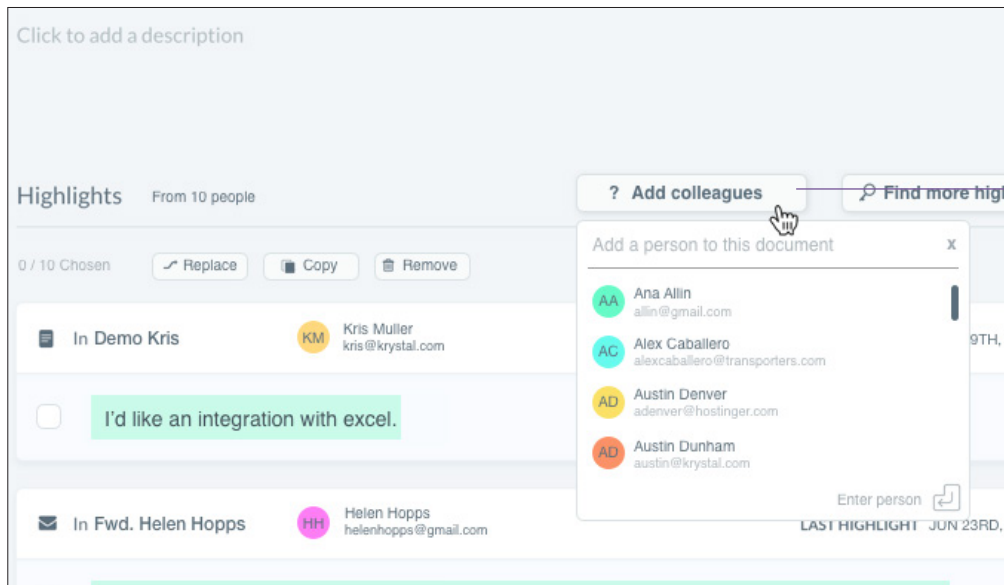 Click to add a description
Highlights From 10 people
? Add colleagues
Find more high
Add a person to this document x
0 / 10 Chosen Replace Copy Remove
AA Ana Allin
allin@gmail.com
In Demo Kris KM Kris Muller
kris@krystal.com
9TH,
AC Alex Caballero
alexcaballero@transporters.com
AD Austin Denver
adenver@hostinger.com
I'd like an integration with excel.
AD Austin Dunham
austin@krystal.com
Enter person
In Fwd. Helen Hopps HH Helen Hopps
helenhopps@gmail.com
LAST HIGHLIGHT JUN 23RD,